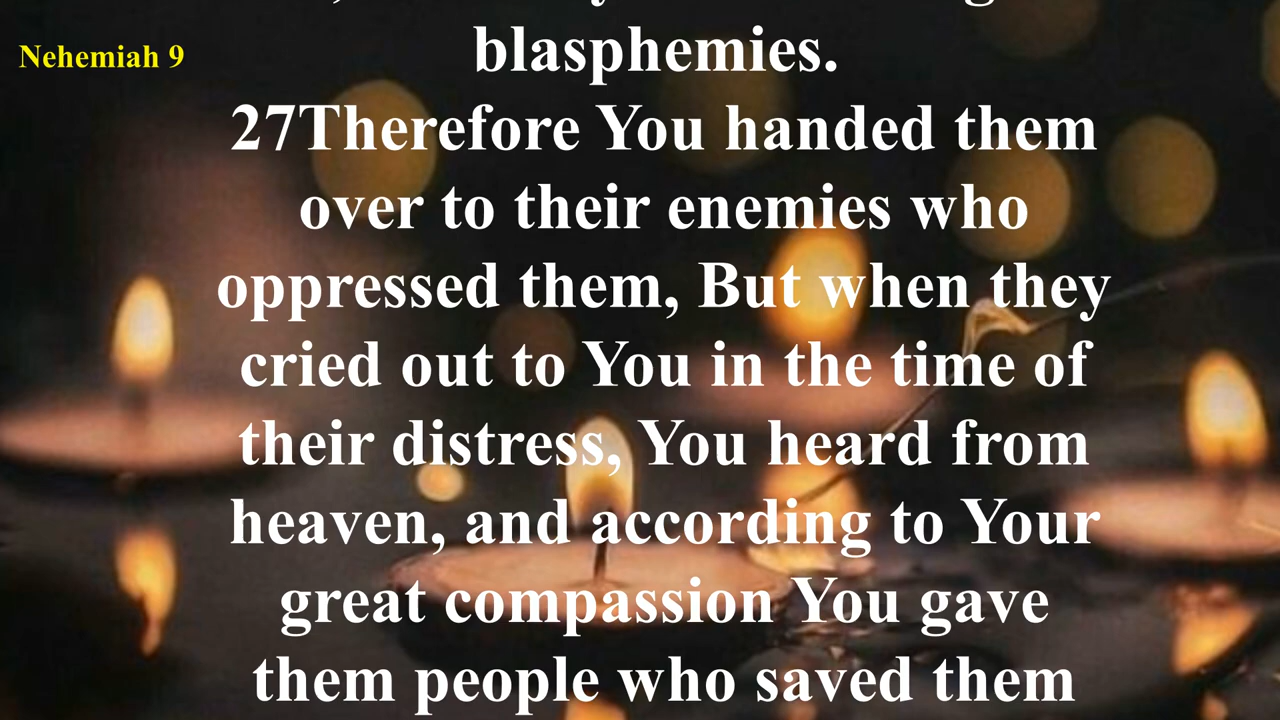 Nehemiah 9
blasphemies.
27Therefore You handed them
over to their enemies who
oppressed them, But when they
cried out to You in the time of
their distress, You heard from
heaven, and according to Your
great compassion You gave
them people who saved them